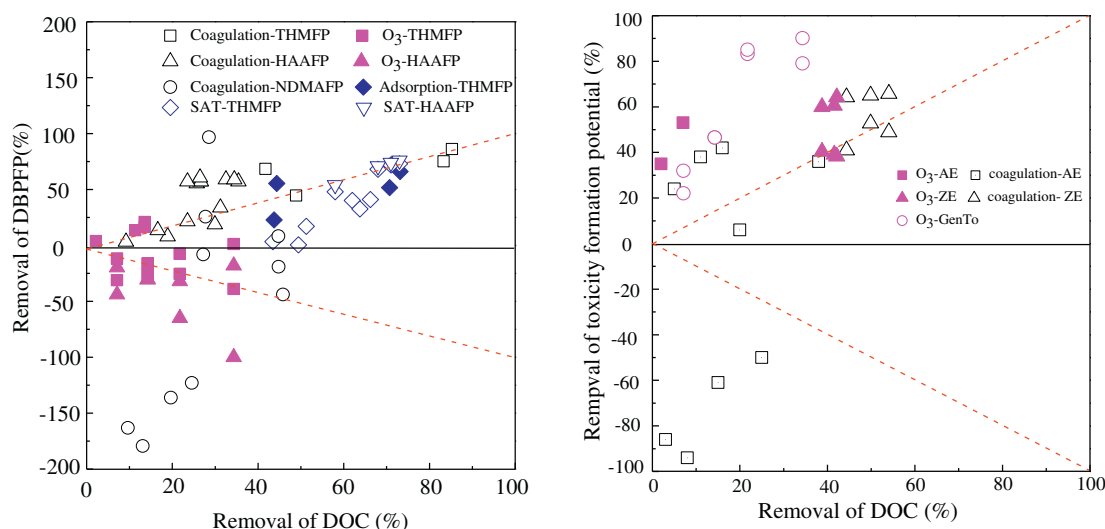 200
150
100
50
0
-50
-100
-150
-200
Removal of DBPFP(%)
Coagulation-THMFP
O3-THMFP
Coagulation-HAAFP
O3-HAAFP
Coagulation-NDMAFP
Adsorption-THMFP
SAT-THMFP
SAT-HAAFP
0 20 40 60 80 100
Removal of DOC (%)
100
80
60
40
20
0
-20
-40
-60
-80
-100
Rempval of toxicity formation potential (%)
O3-AE coagulation-AE
O3-ZE coagulation- ZE
O3-GenTo
0 20 40 60 80 100
Removal of DOC (%)